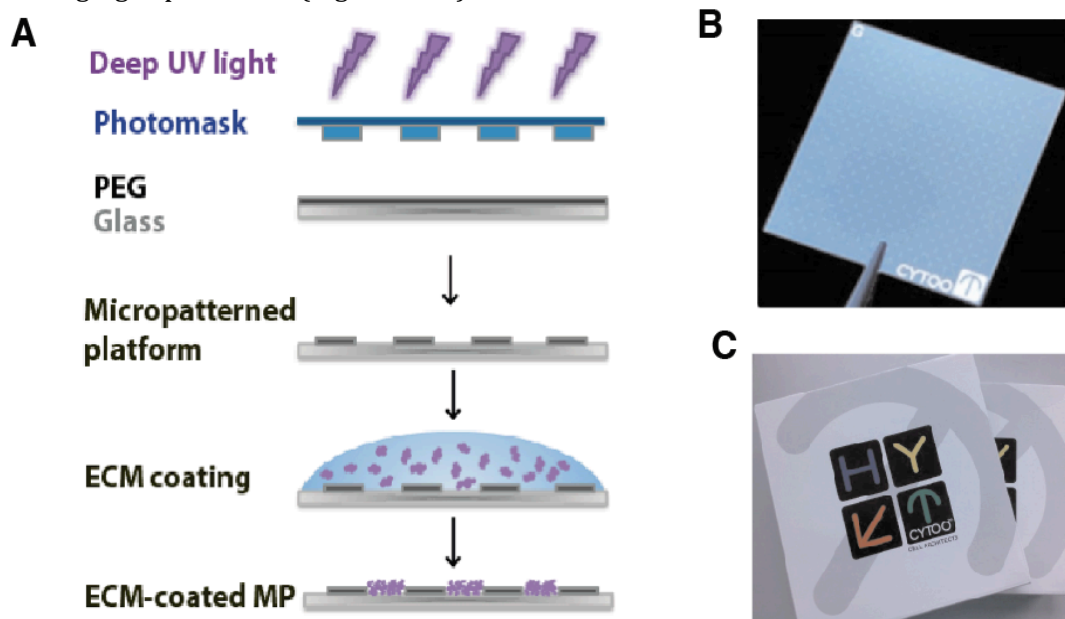 A
Deep UV light
Photomask
PEG
Glass
Micropatterned
platform
ECM coating
ECM-coated MP
B
G
CYTOO
C
H Y
CYTOO
CELL ARCHITECTS
Y